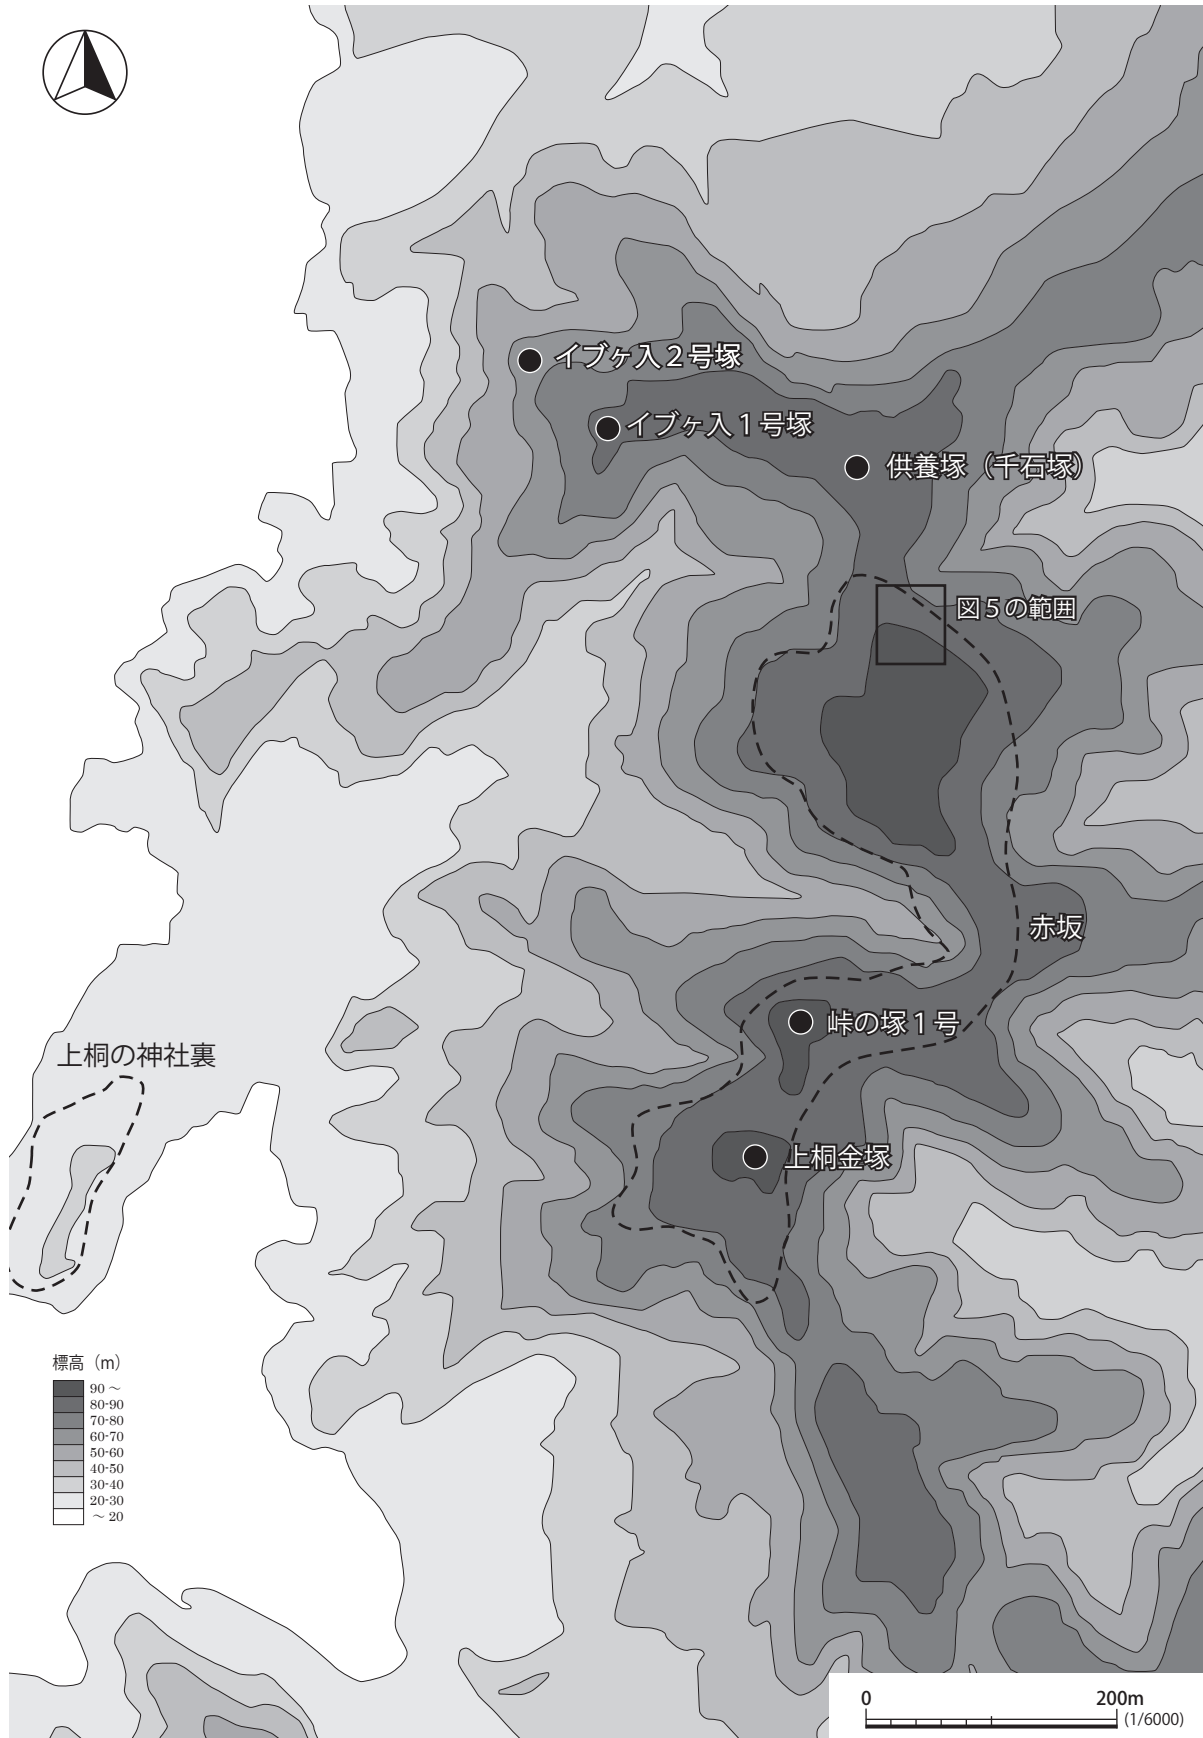 イブヶ入２号塚
イブヶ入１号塚
供養塚（千石塚）
図５の範囲
赤坂
峠の塚１号
上桐の神社裏
上桐金塚
標高（m）
90～
80-90
70-80
60-70
50-60
40-50
30-40
20-30
～20
0 200m
(1/6000)